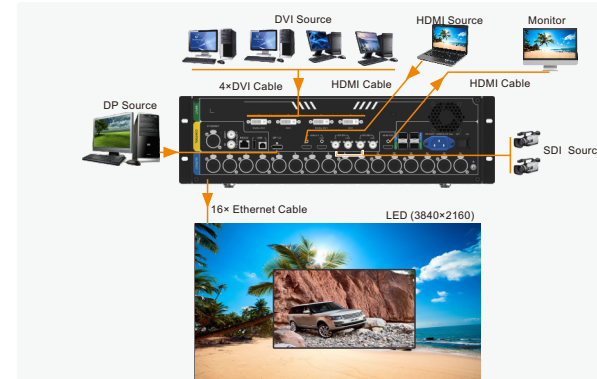 DVI Source
HDMI Source
Monitor
4×DVI Cable
HDMI Cable
HDMI Cable
DP Source
SDI Sourc
16× Ethernet Cable
LED (3840×2160)